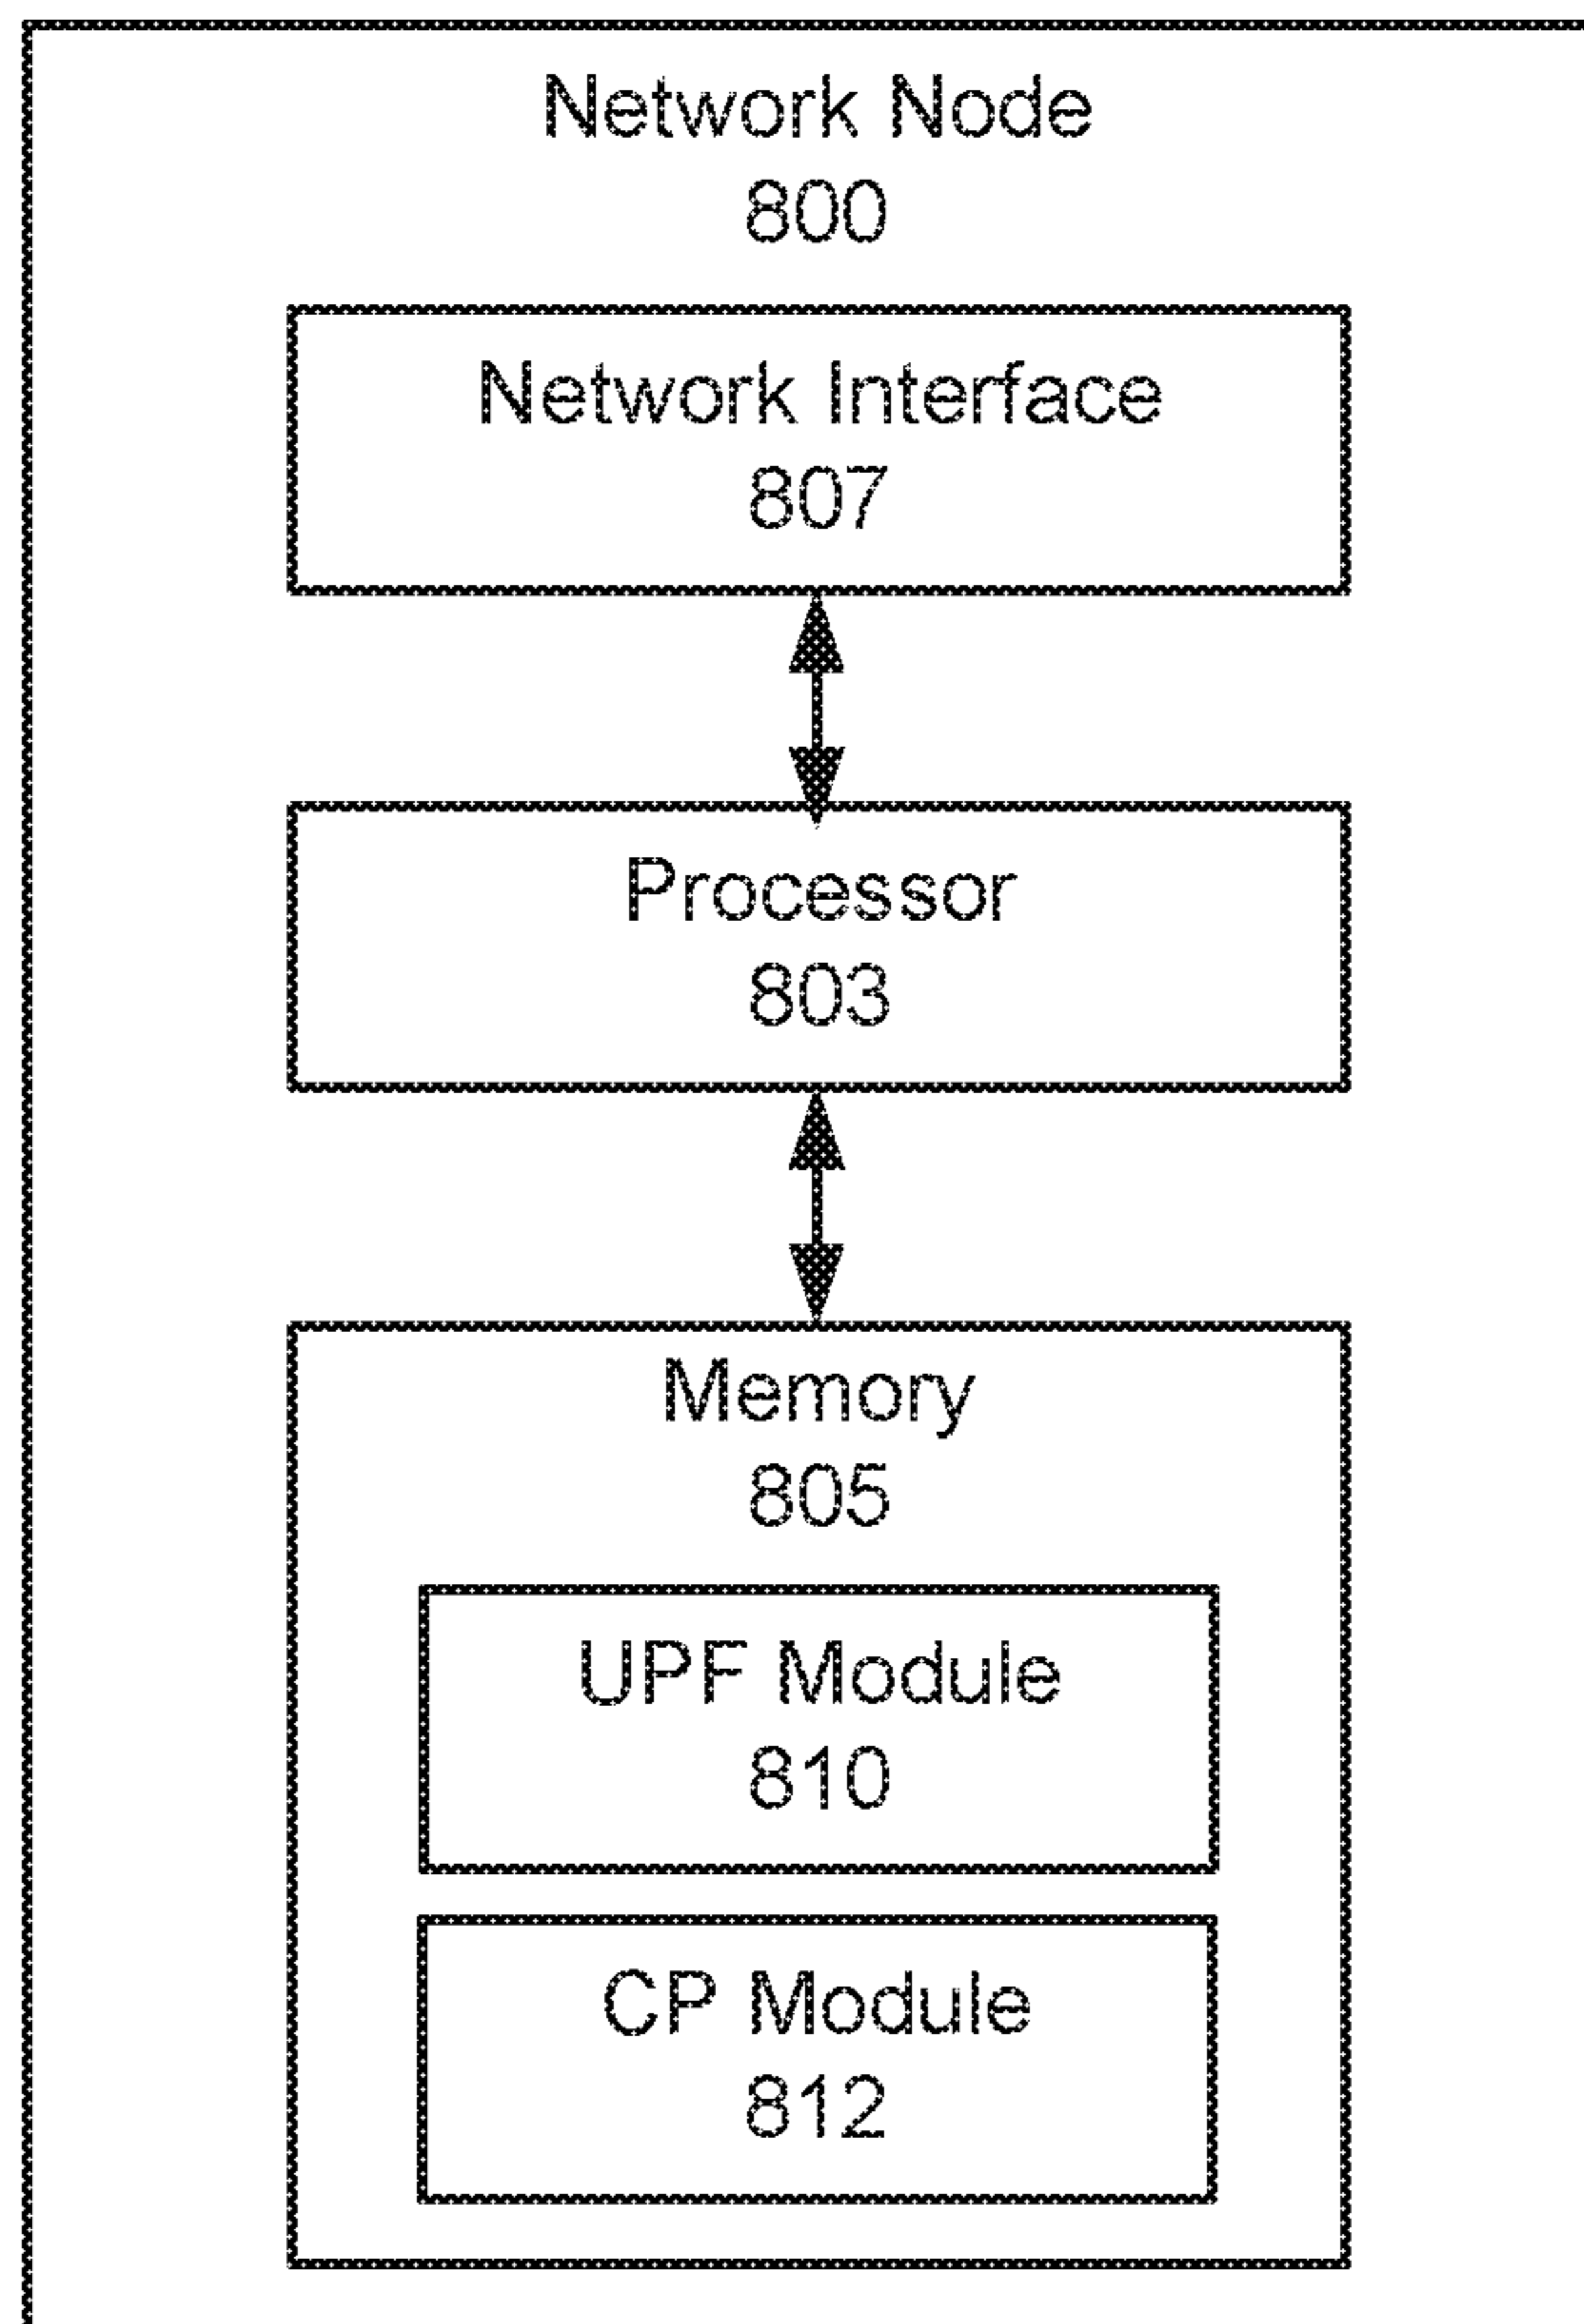 Network Node
800
Network Interface
807
Processor
803
Memory
805
UPF Module
810
CP Module
812